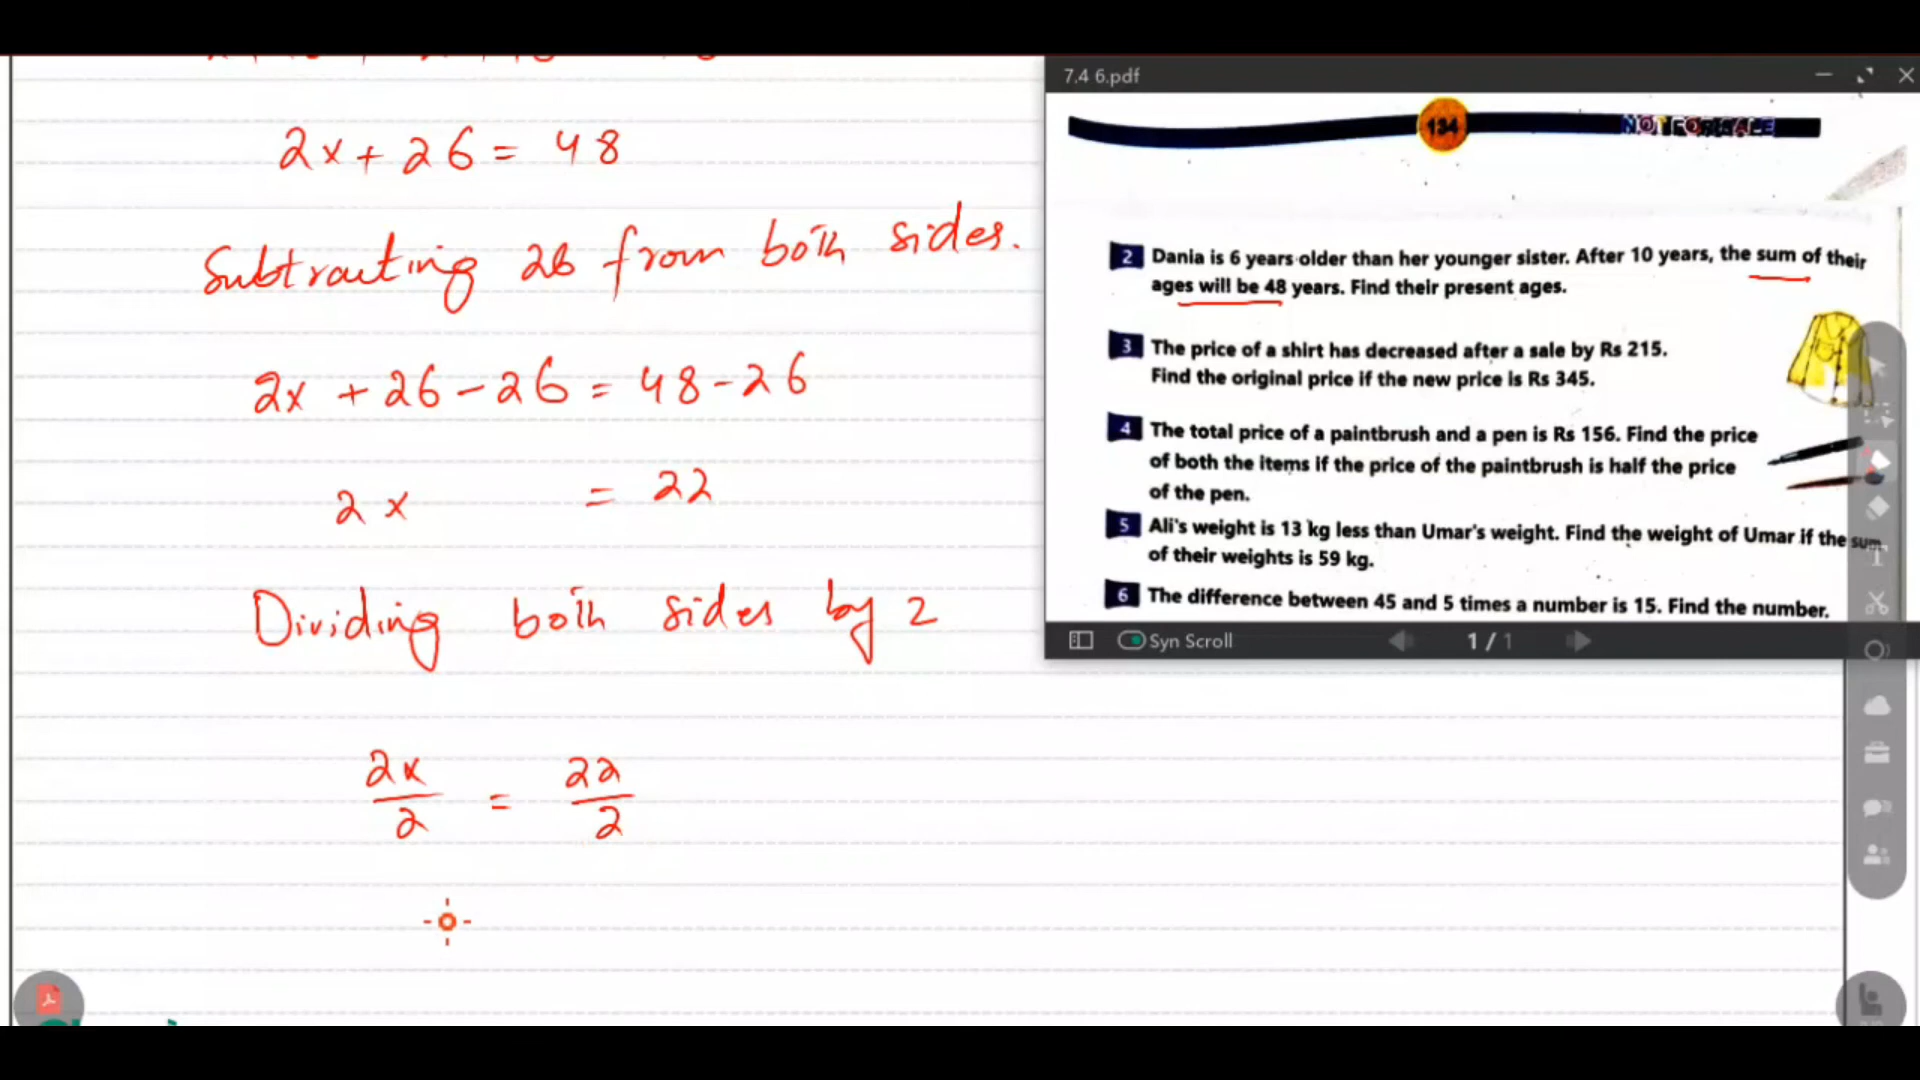 2x + 26 = 48
Subtracting 26 from both sides.
2x + 26 - 26 = 48 - 26
2x = 22
Dividing both sides by 2
2x/2 = 22/2
7.4 6.pdf
134
NOT FOR SALE
2 Dania is 6 years older than her younger sister. After 10 years, the sum of their
ages will be 48 years. Find their present ages.
3 The price of a shirt has decreased after a sale by Rs 215.
Find the original price if the new price is Rs 345.
4 The total price of a paintbrush and a pen is Rs 156. Find the price
of both the items if the price of the paintbrush is half the price
of the pen.
5 Ali's weight is 13 kg less than Umar's weight. Find the weight of Umar if the sum
of their weights is 59 kg.
6 The difference between 45 and 5 times a number is 15. Find the number.
Syn Scroll
1 / 1